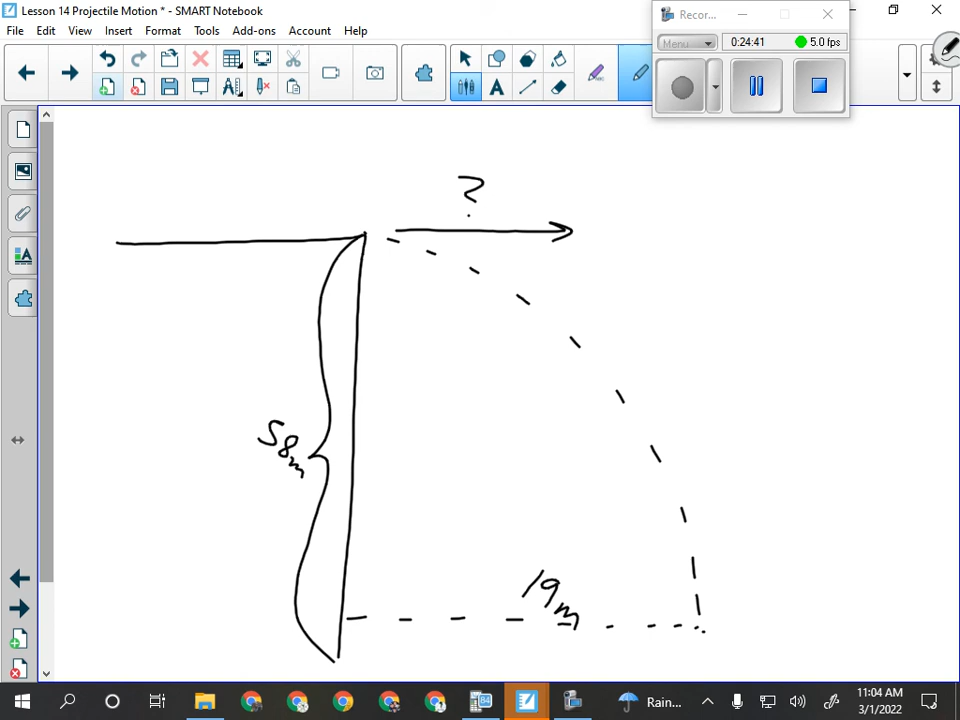 Lesson 14 Projectile Motion * - SMART Notebook
Recor...
File Edit View Insert Format Tools Add-ons Account Help
Menu
0:24:41
5.0 fps
?
58m
19m
Rain...
11:04 AM
3/1/2022